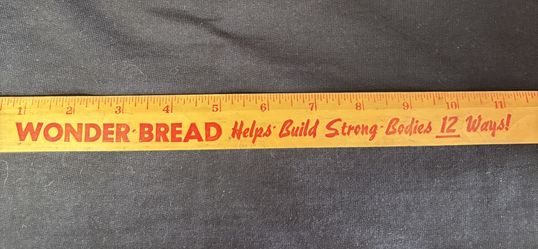 1 2 3 4 5 6 7 8 9 10 11
WONDER BREAD Helps Build Strong Bodies 12 Ways!